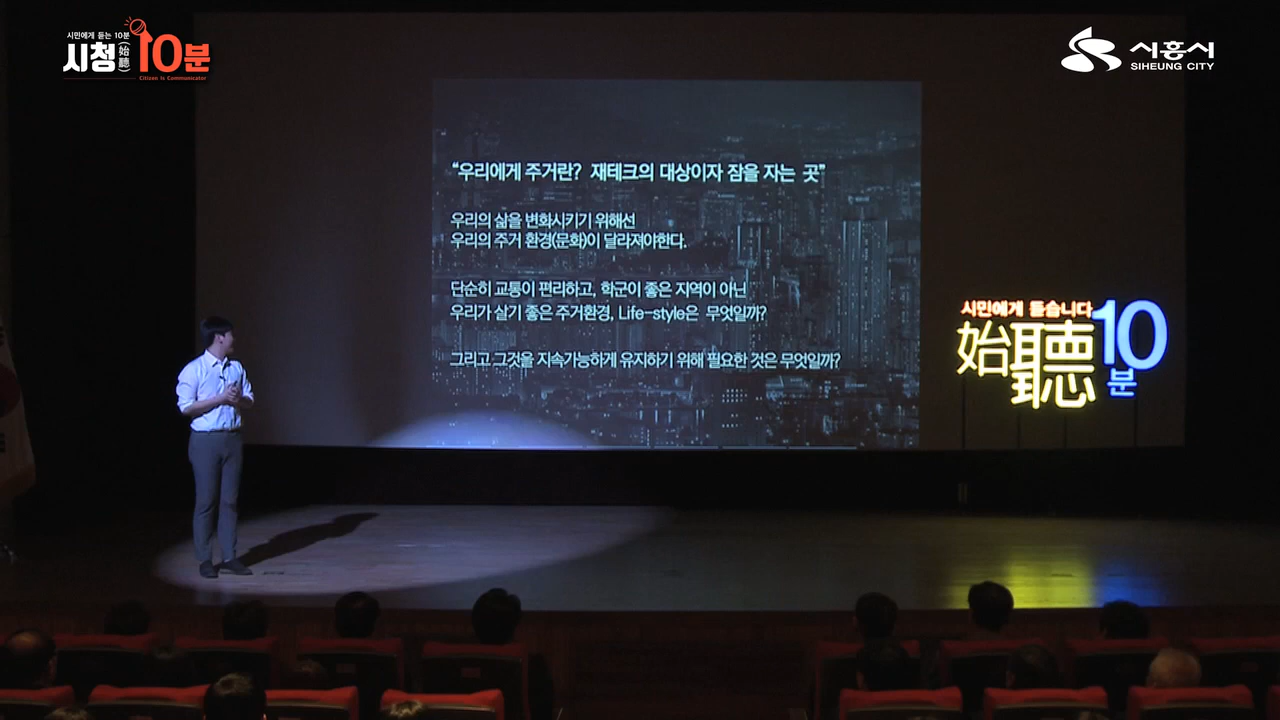 시민에게 듣는 10분
시청(始聽)10분
Citizen Is Communicator
시흥시
SIHEUNG CITY
“우리에게 주거란? 재테크의 대상이자 잠을 자는 곳”
우리의 삶을 변화시키기 위해선
우리의 주거 환경(문화)이 달라져야한다.
단순히 교통이 편리하고, 학군이 좋은 지역이 아닌
우리가 살기 좋은 주거환경, Life-style은 무엇일까?
그리고 그것을 지속가능하게 유지하기 위해 필요한 것은 무엇일까?
시민에게 듣습니다
始聽10분